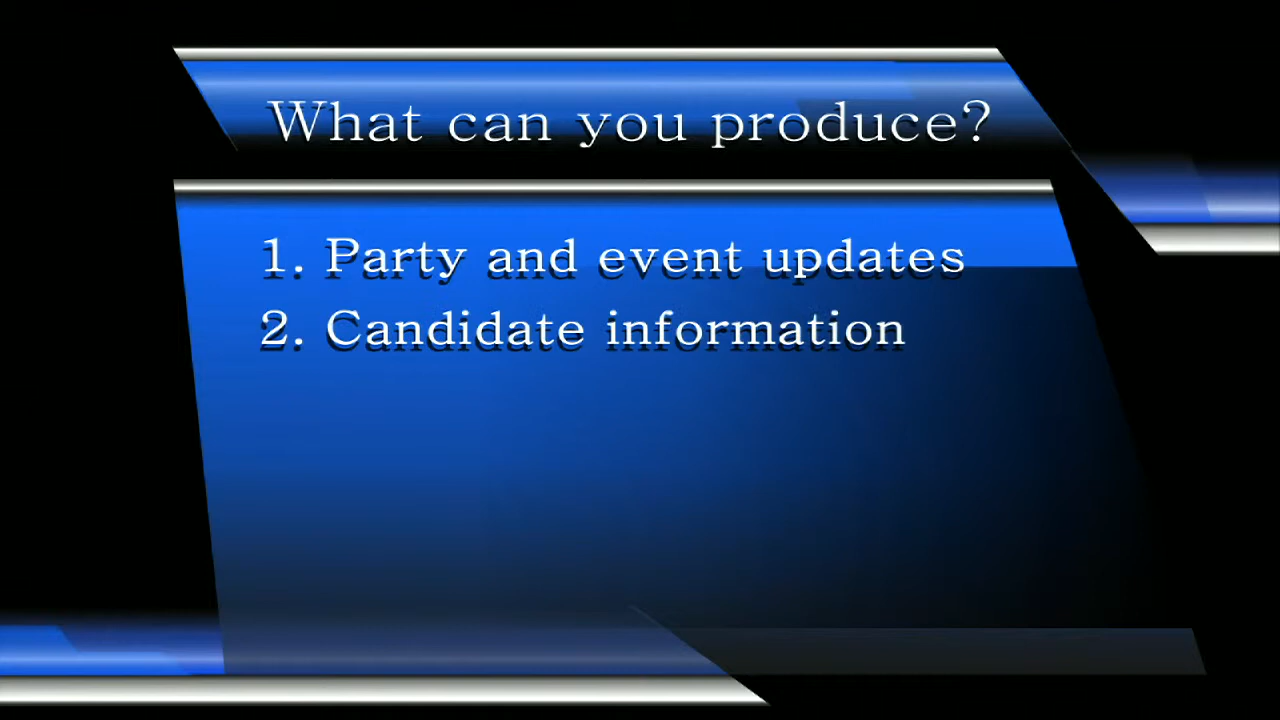 What can you produce?
1. Party and event updates
2. Candidate information